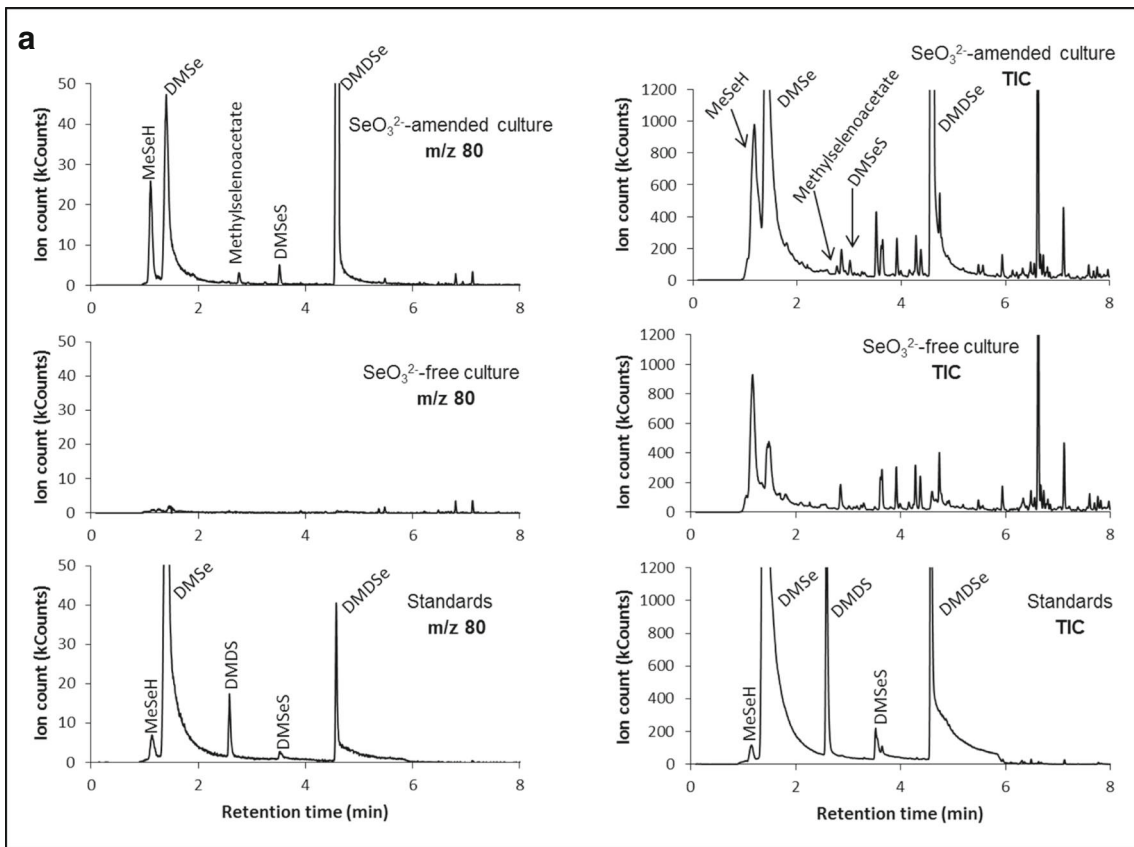 a
50
40
30
20
10
0
Ion count (kCounts)
MeSeH
DMSe
Methylselenoacetate
DMSeS
DMDSe
SeO₃²⁻-amended culture
m/z 80
0 2 4 6 8
1200
1000
800
600
400
200
0
Ion count (kCounts)
MeSeH
DMSe
Methylselenoacetate
DMSeS
DMDSe
SeO₃²⁻-amended culture
TIC
0 2 4 6 8
50
40
30
20
10
0
Ion count (kCounts)
SeO₃²⁻-free culture
m/z 80
0 2 4 6 8
1200
1000
800
600
400
200
0
Ion count (kCounts)
SeO₃²⁻-free culture
TIC
0 2 4 6 8
50
40
30
20
10
0
Ion count (kCounts)
MeSeH
DMSe
DMDS
DMSeS
DMDSe
Standards
m/z 80
0 2 4 6 8
Retention time (min)
1200
1000
800
600
400
200
0
Ion count (kCounts)
MeSeH
DMSe
DMDS
DMSeS
DMDSe
Standards
TIC
0 2 4 6 8
Retention time (min)